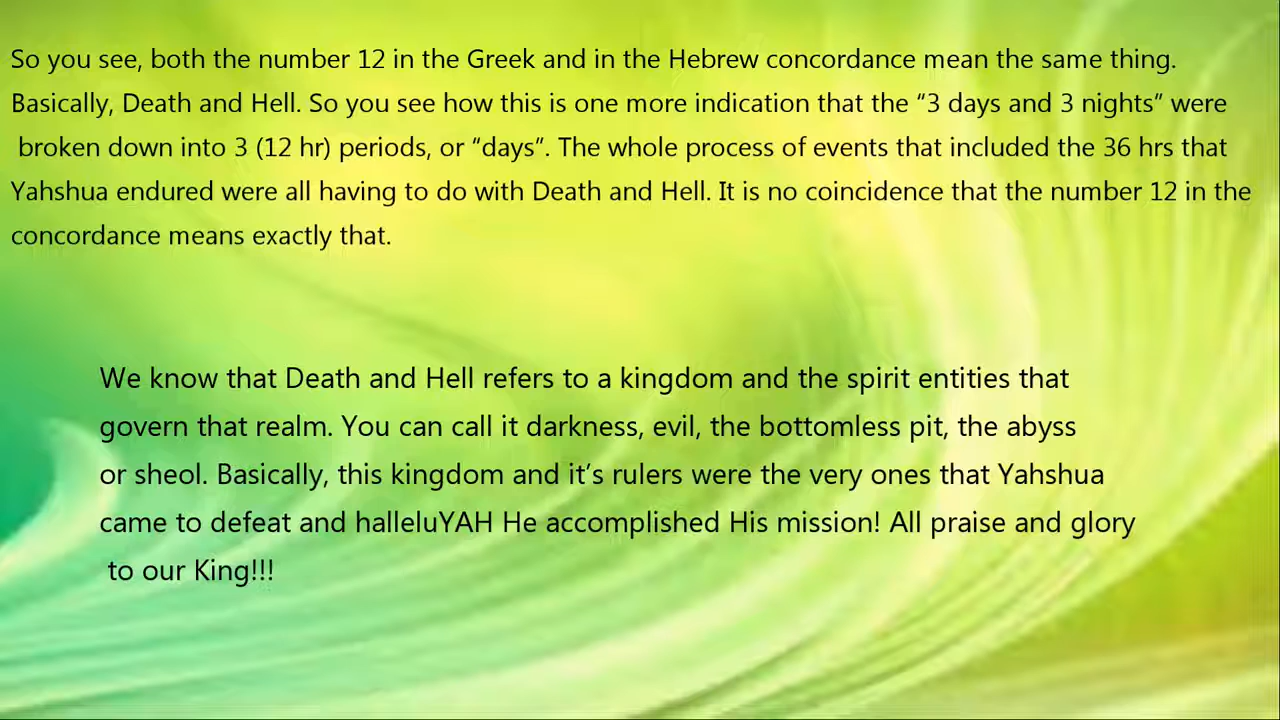 So you see, both the number 12 in the Greek and in the Hebrew concordance mean the same thing.
Basically, Death and Hell. So you see how this is one more indication that the “3 days and 3 nights” were
broken down into 3 (12 hr) periods, or “days”. The whole process of events that included the 36 hrs that
Yahshua endured were all having to do with Death and Hell. It is no coincidence that the number 12 in the
concordance means exactly that.
We know that Death and Hell refers to a kingdom and the spirit entities that
govern that realm. You can call it darkness, evil, the bottomless pit, the abyss
or sheol. Basically, this kingdom and it’s rulers were the very ones that Yahshua
came to defeat and halleluYAH He accomplished His mission! All praise and glory
to our King!!!